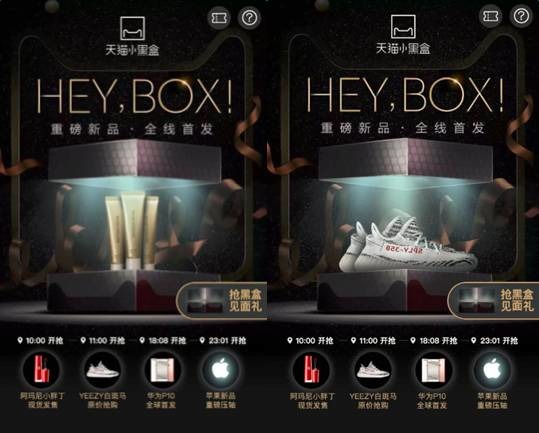 天猫小黑盒
HEY,BOX!
重磅新品·全线首发
抢黑盒
见面礼
10:00 开抢
11:00 开抢
18:08 开抢
23:01 开抢
阿玛尼小胖丁
现货发售
YEEZY白斑马
原价抢购
华为P10
全球首发
苹果新品
重磅压轴
天猫小黑盒
HEY,BOX!
重磅新品·全线首发
SPLY-350
抢黑盒
见面礼
10:00 开抢
11:00 开抢
18:08 开抢
23:01 开抢
阿玛尼小胖丁
现货发售
YEEZY白斑马
原价抢购
华为P10
全球首发
苹果新品
重磅压轴